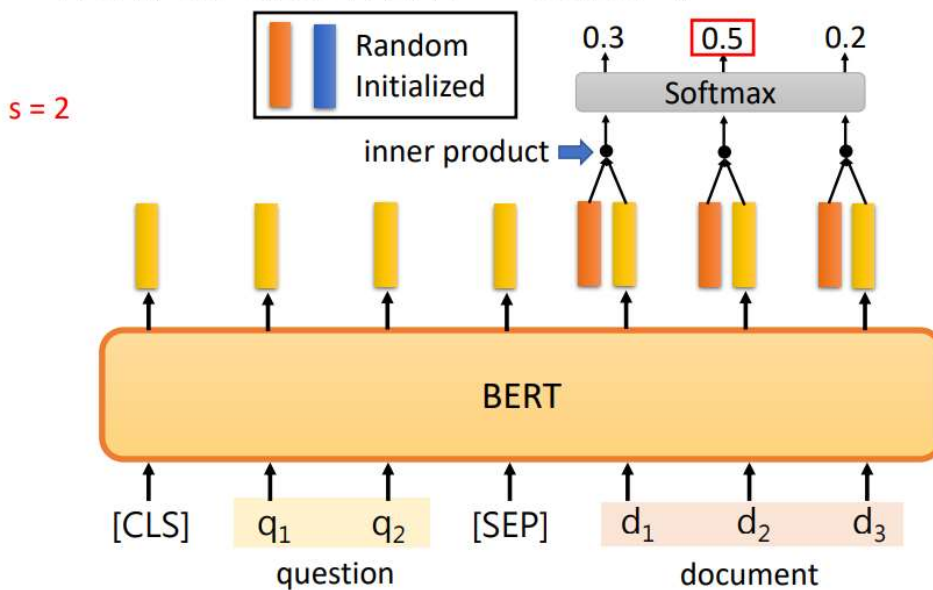 Random
Initialized
0.3 0.5 0.2
Softmax
s = 2
inner product
BERT
[CLS] q₁ q₂ [SEP] d₁ d₂ d₃
question document